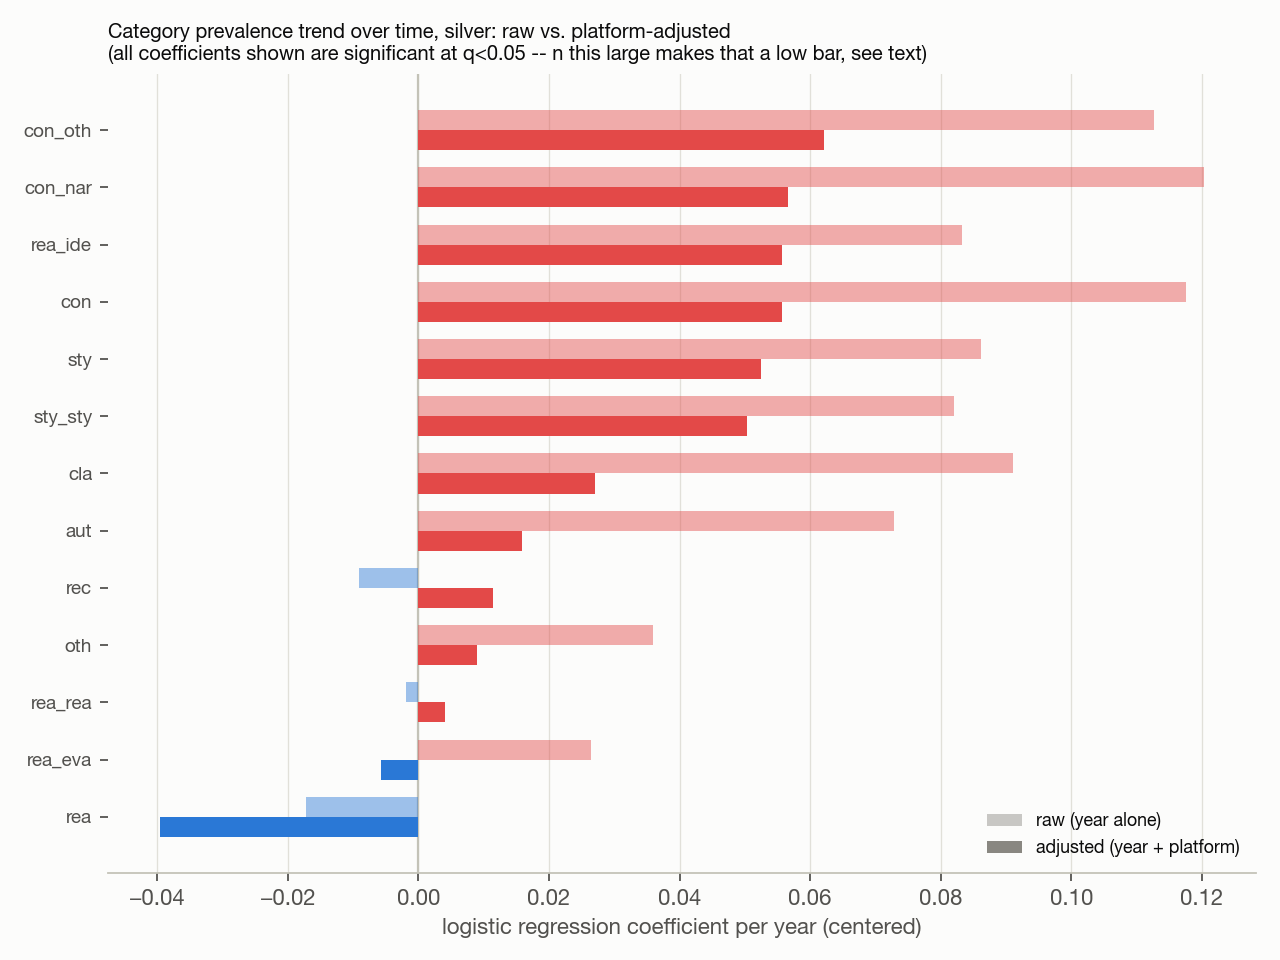 Category prevalence trend over time, silver: raw vs. platform-adjusted
(all coefficients shown are significant at q<0.05 -- n this large makes that a low bar, see text)
con_oth
con_nar
rea_ide
con
sty
sty_sty
cla
aut
rec
oth
rea_rea
rea_eva
rea
raw (year alone)
adjusted (year + platform)
−0.04 −0.02 0.00 0.02 0.04 0.06 0.08 0.10 0.12
logistic regression coefficient per year (centered)